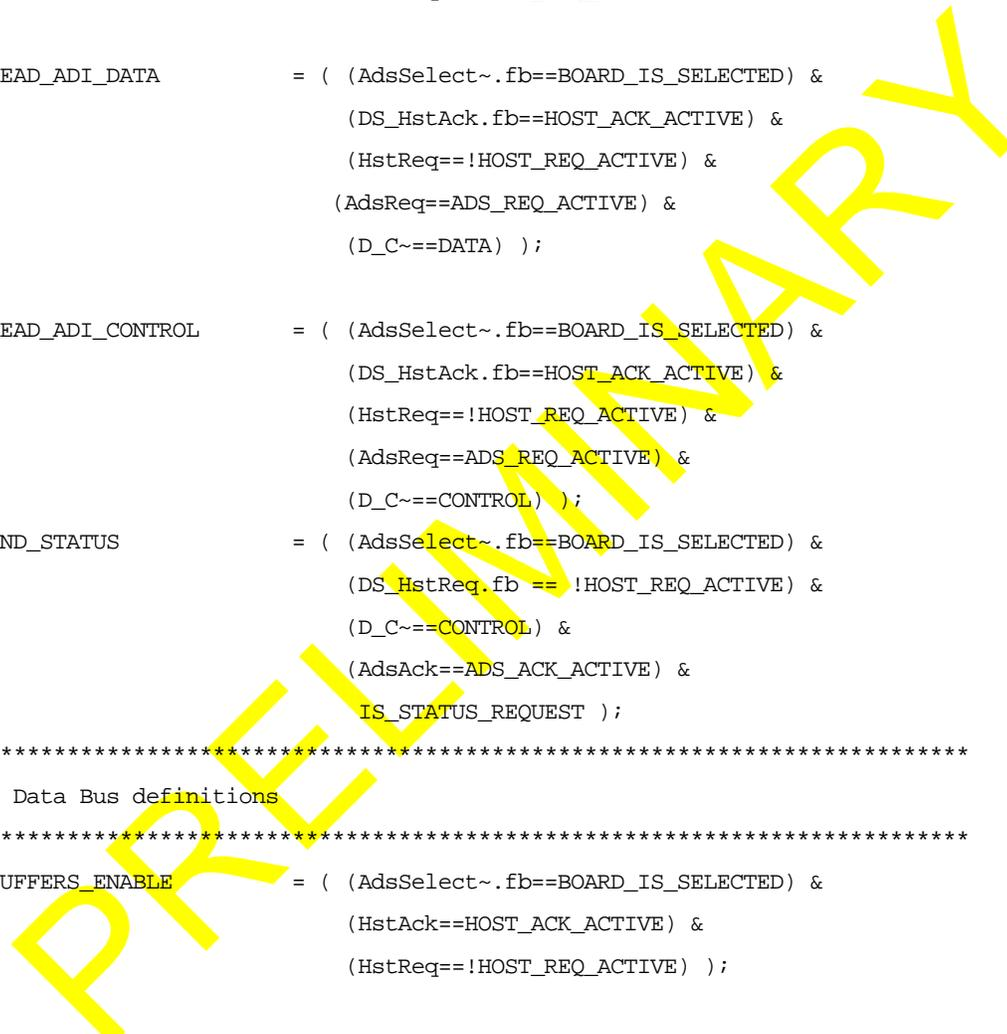 EAD_ADI_DATA = ( (AdsSelect~.fb==BOARD_IS_SELECTED) &
(DS_HstAck.fb==HOST_ACK_ACTIVE) &
(HstReq==!HOST_REQ_ACTIVE) &
(AdsReq==ADS_REQ_ACTIVE) &
(D_C~==DATA) );
EAD_ADI_CONTROL = ( (AdsSelect~.fb==BOARD_IS_SELECTED) &
(DS_HstAck.fb==HOST_ACK_ACTIVE) &
(HstReq==!HOST_REQ_ACTIVE) &
(AdsReq==ADS_REQ_ACTIVE) &
(D_C~==CONTROL) );
ND_STATUS = ( (AdsSelect~.fb==BOARD_IS_SELECTED) &
(DS_HstReq.fb == !HOST_REQ_ACTIVE) &
(D_C~==CONTROL) &
(AdsAck==ADS_ACK_ACTIVE) &
IS_STATUS_REQUEST );
*************************************************************************
Data Bus definitions
*************************************************************************
UFFERS_ENABLE = ( (AdsSelect~.fb==BOARD_IS_SELECTED) &
(HstAck==HOST_ACK_ACTIVE) &
(HstReq==!HOST_REQ_ACTIVE) );
PRELIMINARY